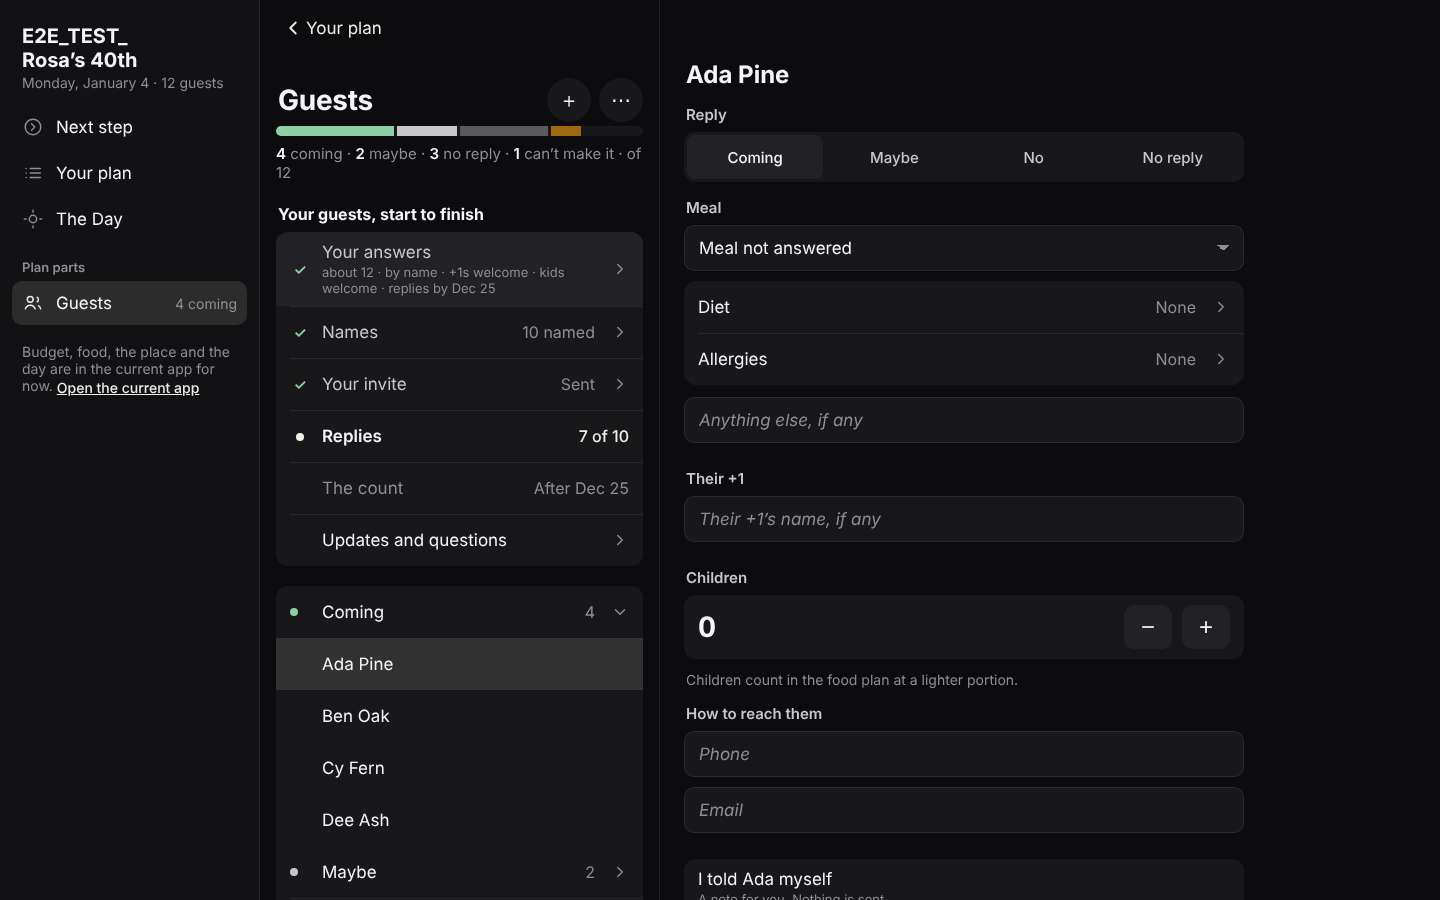 E2E_TEST_
Rosa’s 40th
Monday, January 4 · 12 guests
Next step
Your plan
The Day
Plan parts
Guests
4 coming
Budget, food, the place and the
day are in the current app for
now. Open the current app
Your plan
Guests
4 coming · 2 maybe · 3 no reply · 1 can’t make it · of
12
Your guests, start to finish
Your answers
about 12 · by name · +1s welcome · kids
welcome · replies by Dec 25
Names
10 named
Your invite
Sent
Replies
7 of 10
The count
After Dec 25
Updates and questions
Coming
4
Ada Pine
Ben Oak
Cy Fern
Dee Ash
Maybe
2
Ada Pine
Reply
Coming
Maybe
No
No reply
Meal
Meal not answered
Diet
None
Allergies
None
Anything else, if any
Their +1
Their +1’s name, if any
Children
0
Children count in the food plan at a lighter portion.
How to reach them
Phone
Email
I told Ada myself
A note for you. Nothing is sent.